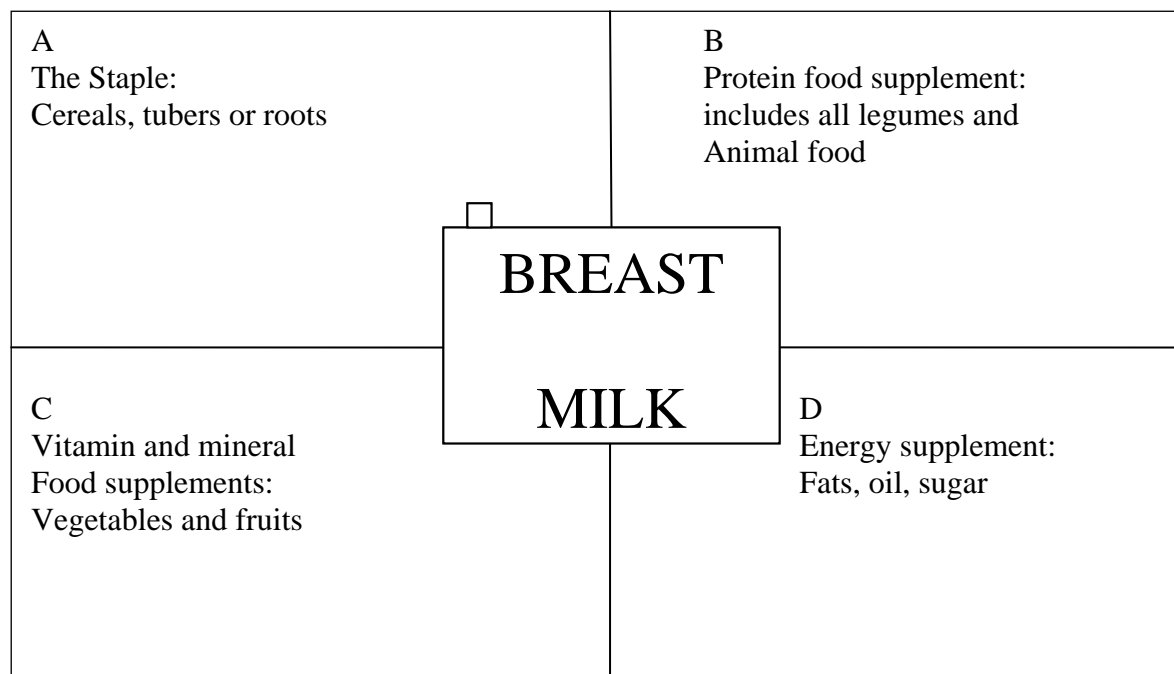 A
The Staple:
Cereals, tubers or roots
B
Protein food supplement:
includes all legumes and
Animal food
BREAST
MILK
C
Vitamin and mineral
Food supplements:
Vegetables and fruits
D
Energy supplement:
Fats, oil, sugar